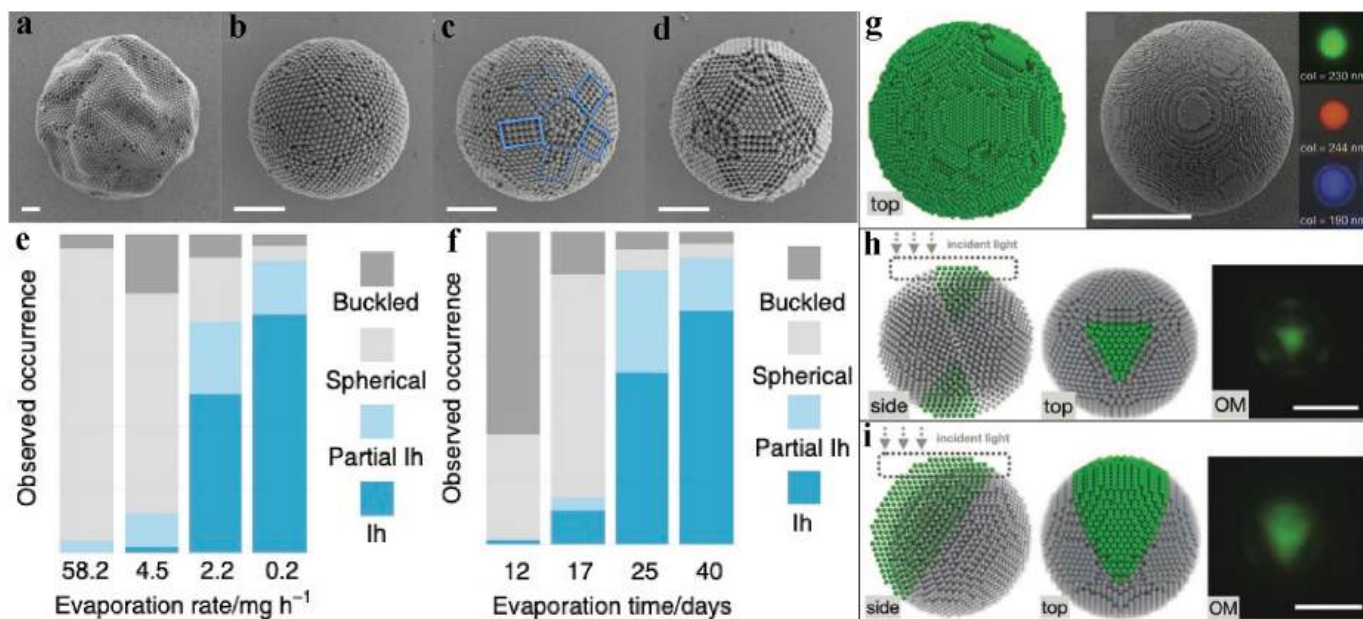 a
b
c
d
g
top
col = 230 nm
col = 244 nm
col = 190 nm
e
Observed occurrence
Buckled
Spherical
Partial Ih
Ih
58.2 4.5 2.2 0.2
Evaporation rate/mg h⁻¹
f
Observed occurrence
Buckled
Spherical
Partial Ih
Ih
12 17 25 40
Evaporation time/days
h
incident light
side
top
OM
i
incident light
side
top
OM